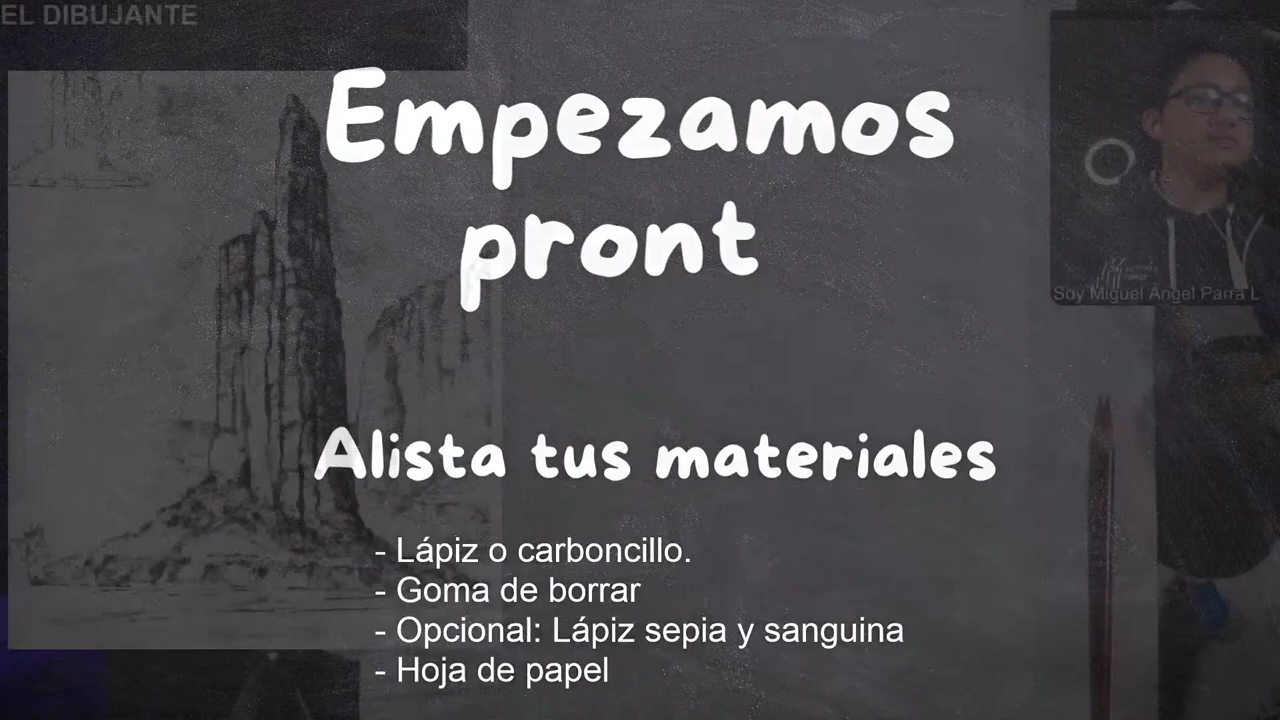 EL DIBUJANTE
Empezamos
pront
Soy Miguel Ángel Parra L
Alista tus materiales
- Lápiz o carboncillo.
- Goma de borrar
- Opcional: Lápiz sepia y sanguina
- Hoja de papel